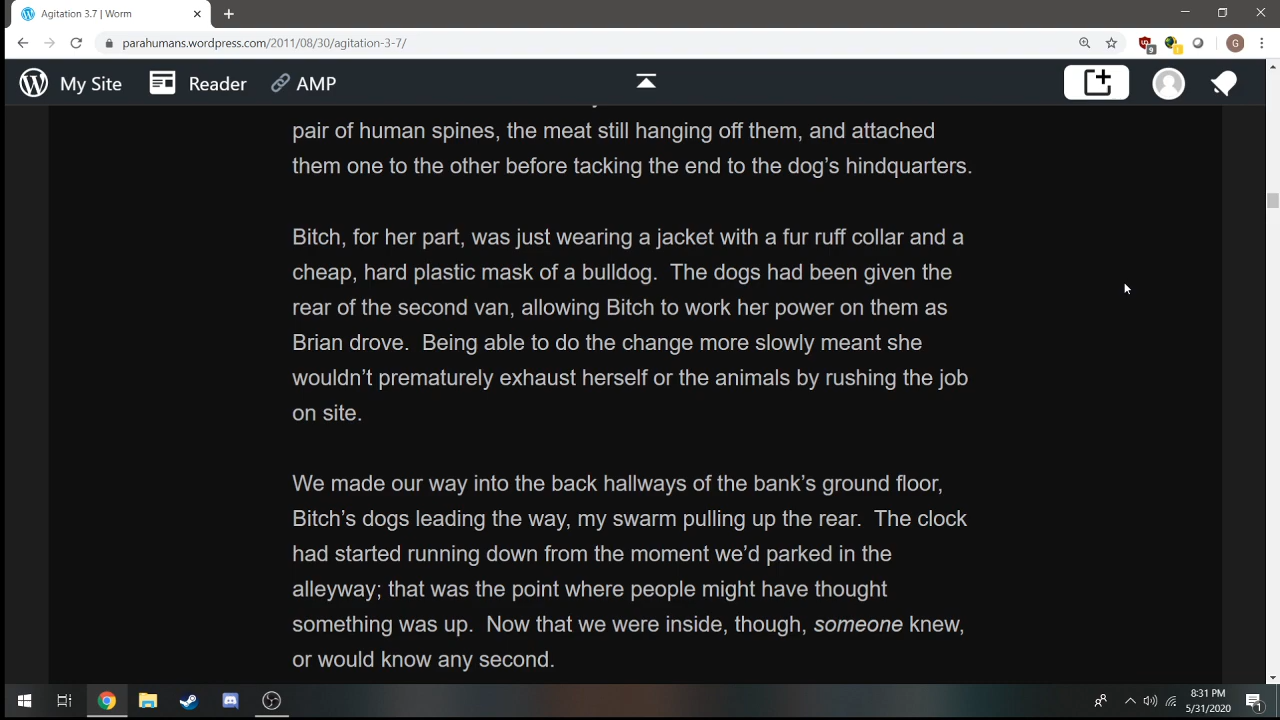 Agitation 3.7 | Worm
parahumans.wordpress.com/2011/08/30/agitation-3-7/
9
1
G
My Site
Reader
AMP
pair of human spines, the meat still hanging off them, and attached
them one to the other before tacking the end to the dog’s hindquarters.
Bitch, for her part, was just wearing a jacket with a fur ruff collar and a
cheap, hard plastic mask of a bulldog.  The dogs had been given the
rear of the second van, allowing Bitch to work her power on them as
Brian drove.  Being able to do the change more slowly meant she
wouldn’t prematurely exhaust herself or the animals by rushing the job
on site.
We made our way into the back hallways of the bank’s ground floor,
Bitch’s dogs leading the way, my swarm pulling up the rear.  The clock
had started running down from the moment we’d parked in the
alleyway; that was the point where people might have thought
something was up.  Now that we were inside, though, someone knew,
or would know any second.
8:31 PM
5/31/2020
1